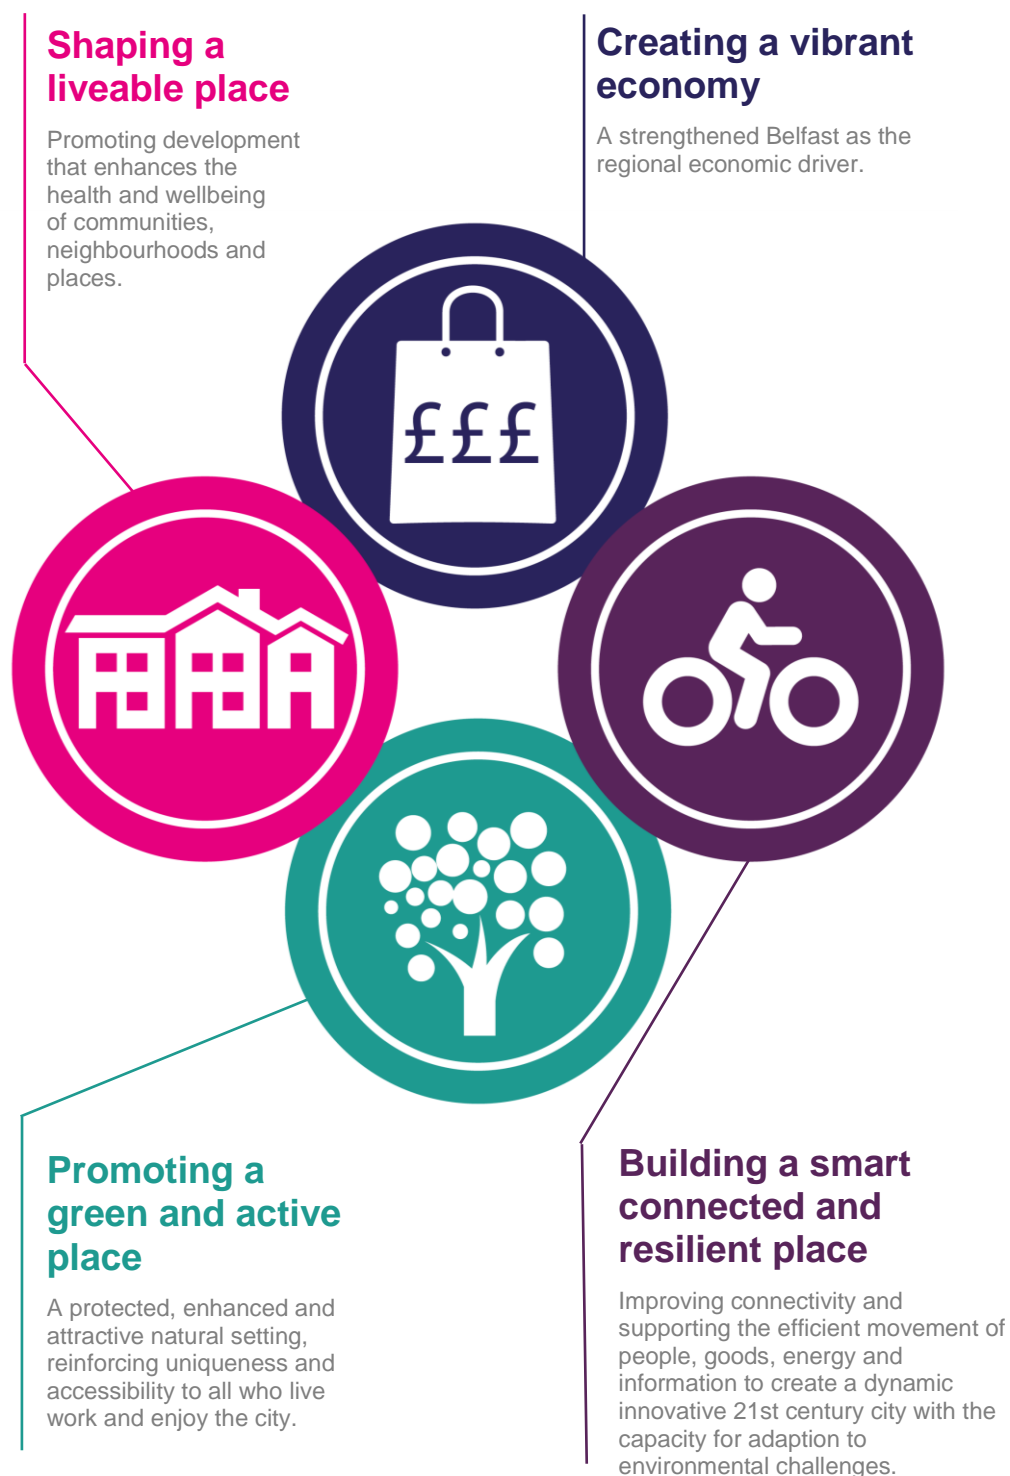 Shaping a
liveable place
Promoting development
that enhances the
health and wellbeing
of communities,
neighbourhoods and
places.
Creating a vibrant
economy
A strengthened Belfast as the
regional economic driver.
£££
Promoting a
green and active
place
A protected, enhanced and
attractive natural setting,
reinforcing uniqueness and
accessibility to all who live
work and enjoy the city.
Building a smart
connected and
resilient place
Improving connectivity and
supporting the efficient movement of
people, goods, energy and
information to create a dynamic
innovative 21st century city with the
capacity for adaption to
environmental challenges.